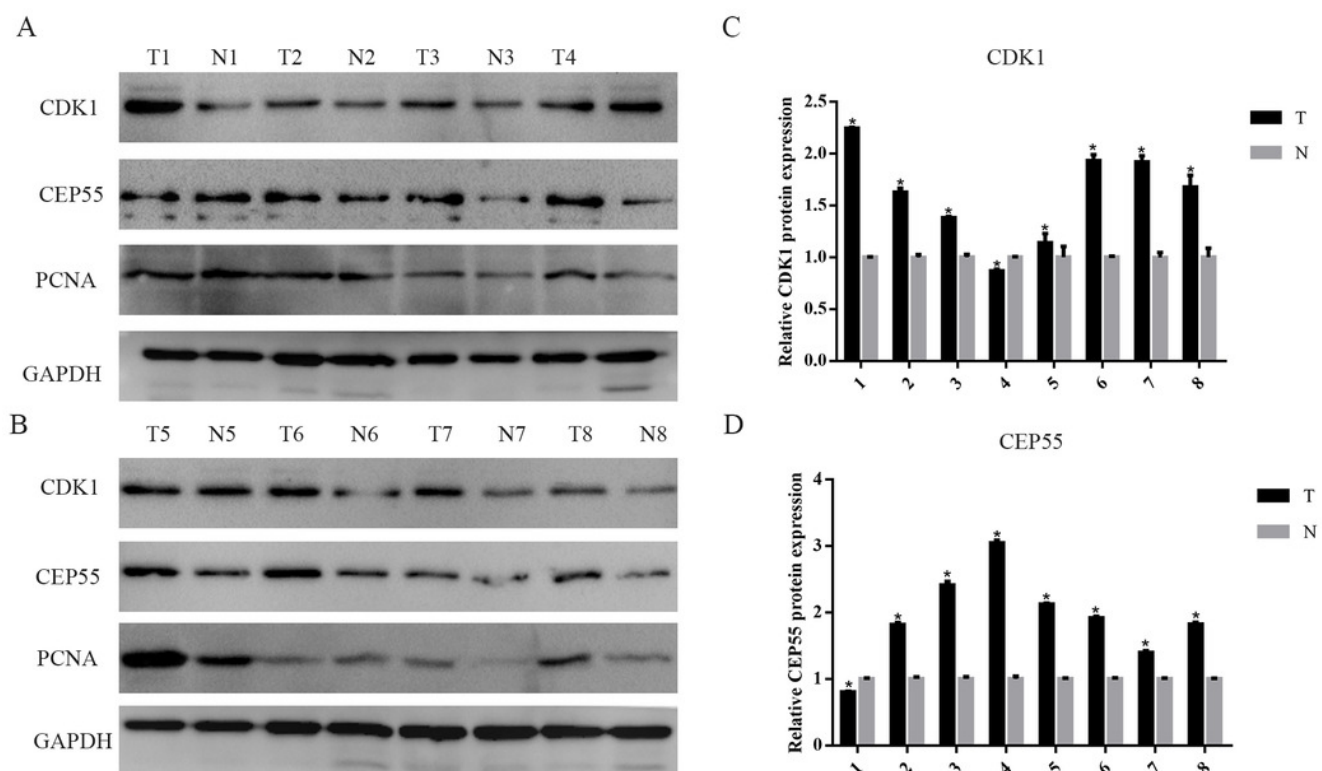 A
T1 N1 T2 N2 T3 N3 T4
CDK1
CEP55
PCNA
GAPDH
B
T5 N5 T6 N6 T7 N7 T8 N8
CDK1
CEP55
PCNA
GAPDH
C
CDK1
Relative CDK1 protein expression
2.5
2.0
1.5
1.0
0.5
0.0
* * * * * * * *
1 2 3 4 5 6 7 8
T
N
D
CEP55
Relative CEP55 protein expression
4
3
2
1
0
* * * * * * * *
1 2 3 4 5 6 7 8
T
N